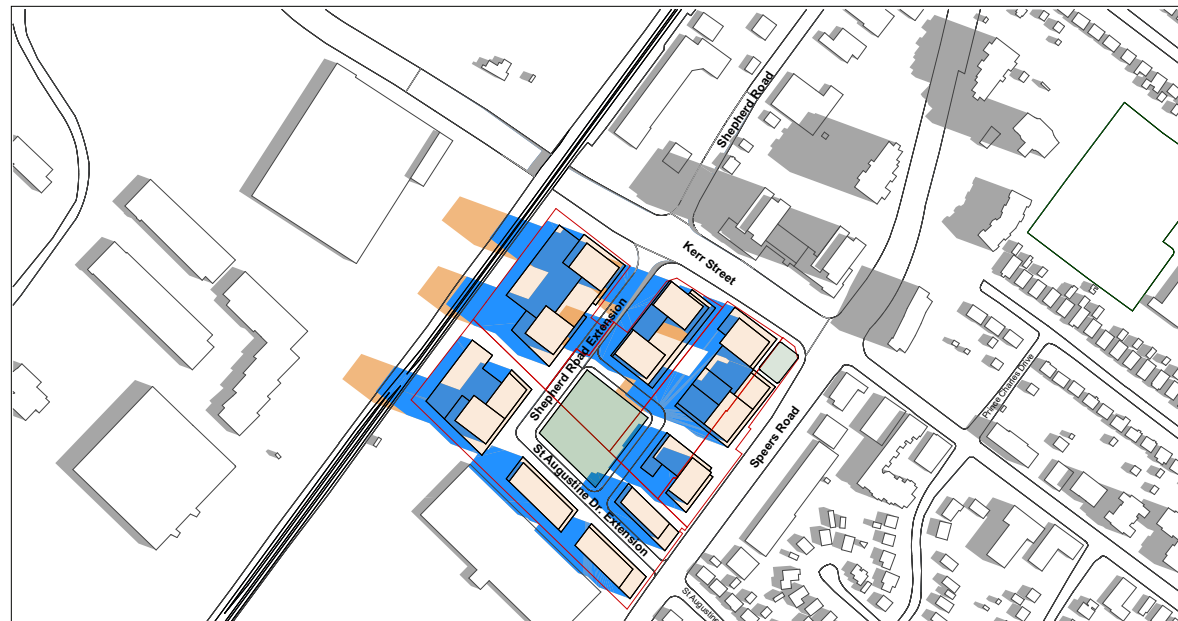 Shepherd Road
Kerr Street
Shepherd Road Extension
Prince Charles Drive
Speers Road
St Augustine Dr. Extension
St Augustine